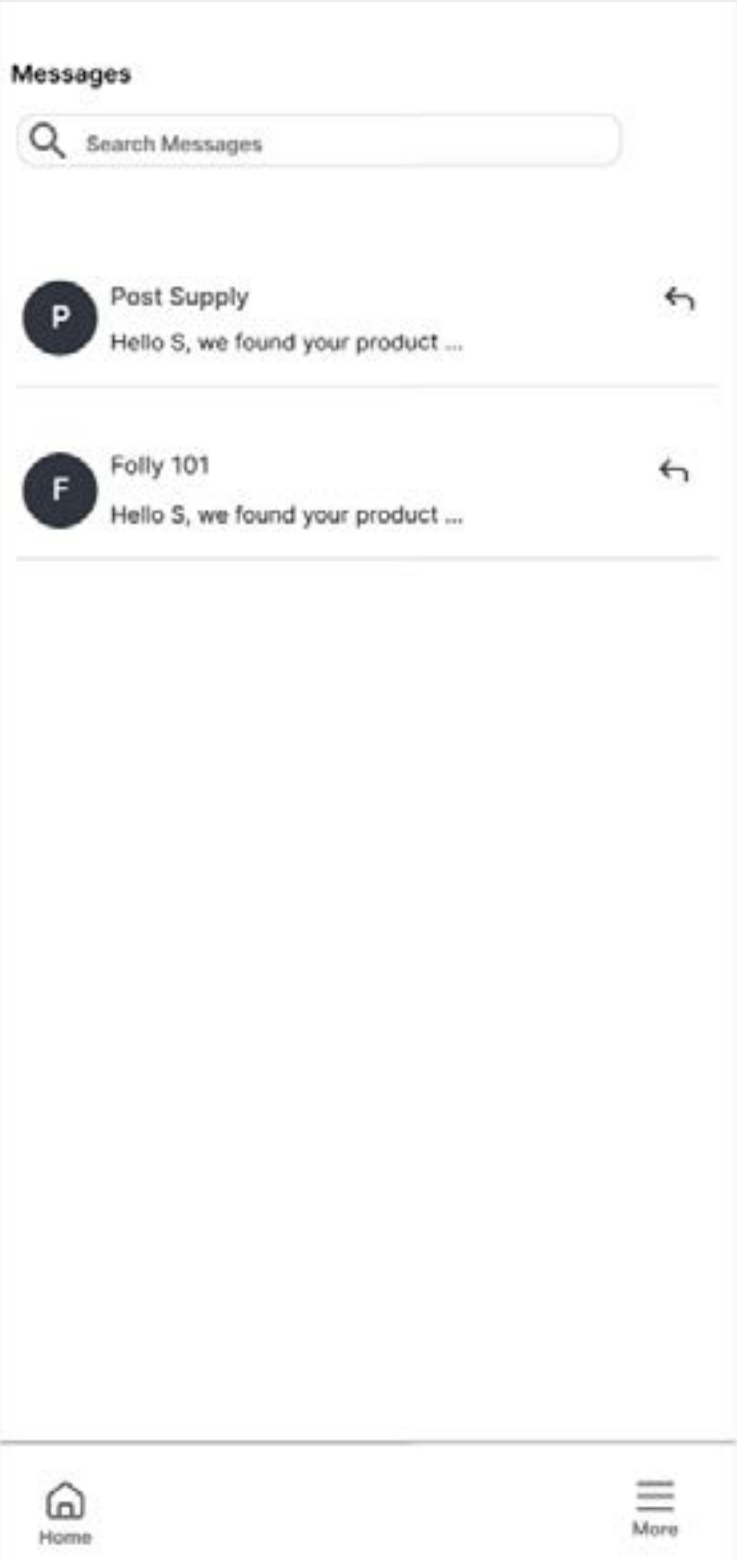 Messages
Search Messages
P
Post Supply
Hello S, we found your product ...
F
Folly 101
Hello S, we found your product ...
Home
More